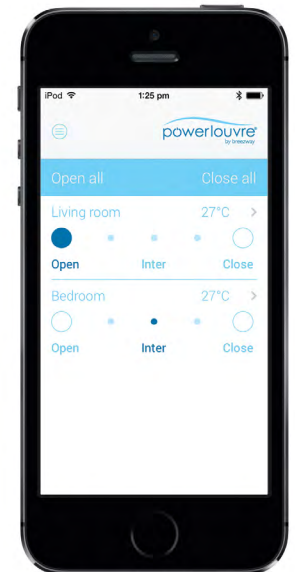 iPod 1:25 pm
powerlouvre®
by breezway
Open all Close all
Living room 27°C >
Open Inter Close
Bedroom 27°C >
Open Inter Close